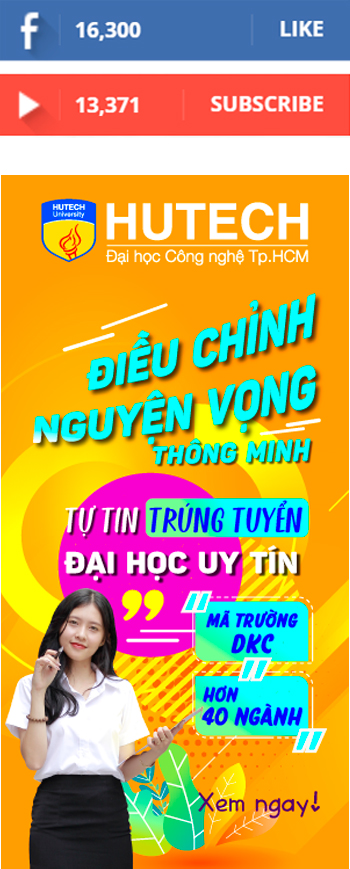 16,300 LIKE
13,371 SUBSCRIBE
HUTECH
University
HUTECH
Đại học Công nghệ Tp.HCM
ĐIỀU CHỈNH
NGUYỆN VỌNG
THÔNG MINH
TỰ TIN TRÚNG TUYỂN
ĐẠI HỌC UY TÍN
MÃ TRƯỜNG
DKC
HƠN
40 NGÀNH
Xem ngay!